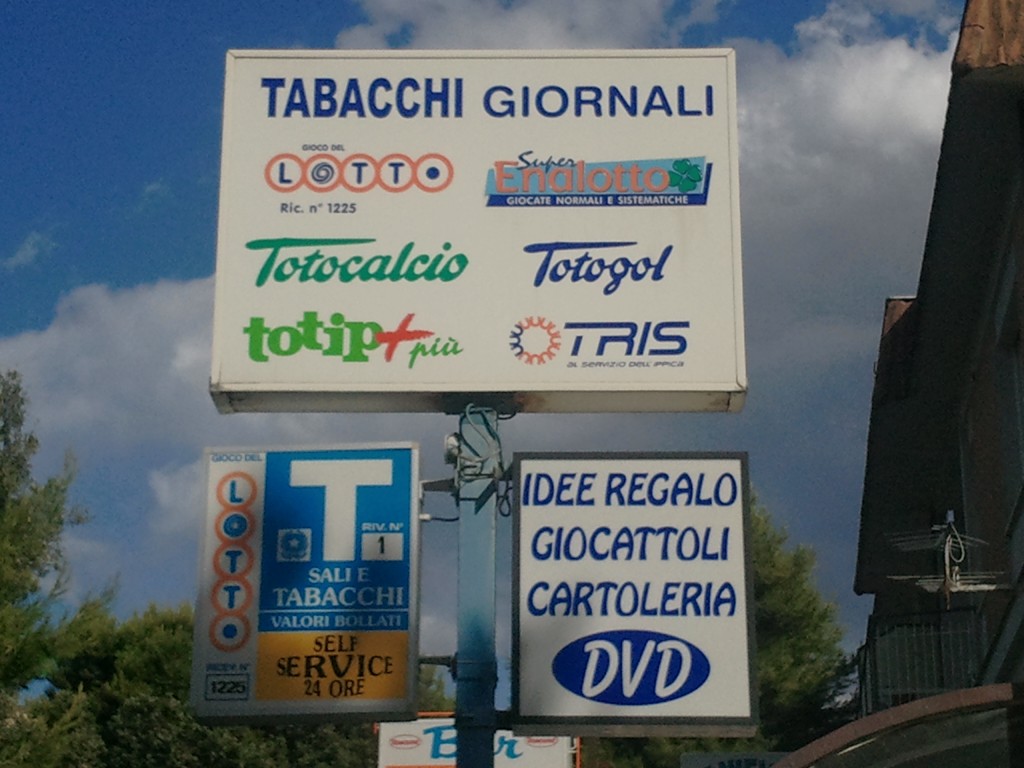 TABACCHI GIORNALI
GIOCO DEL
LOTTO
Ric. n° 1225
Super
Enalotto
GIOCATE NORMALI E SISTEMATICHE
Totocalcio
Totogol
totip+più
TRIS
AL SERVIZIO DELL'IPPICA
GIOCO DEL
LOTTO
RICEV. N°
1225
T
RIV. N°
1
SALI E
TABACCHI
VALORI BOLLATI
SELF
SERVICE
24 ORE
IDEE REGALO
GIOCATTOLI
CARTOLERIA
DVD
Bar